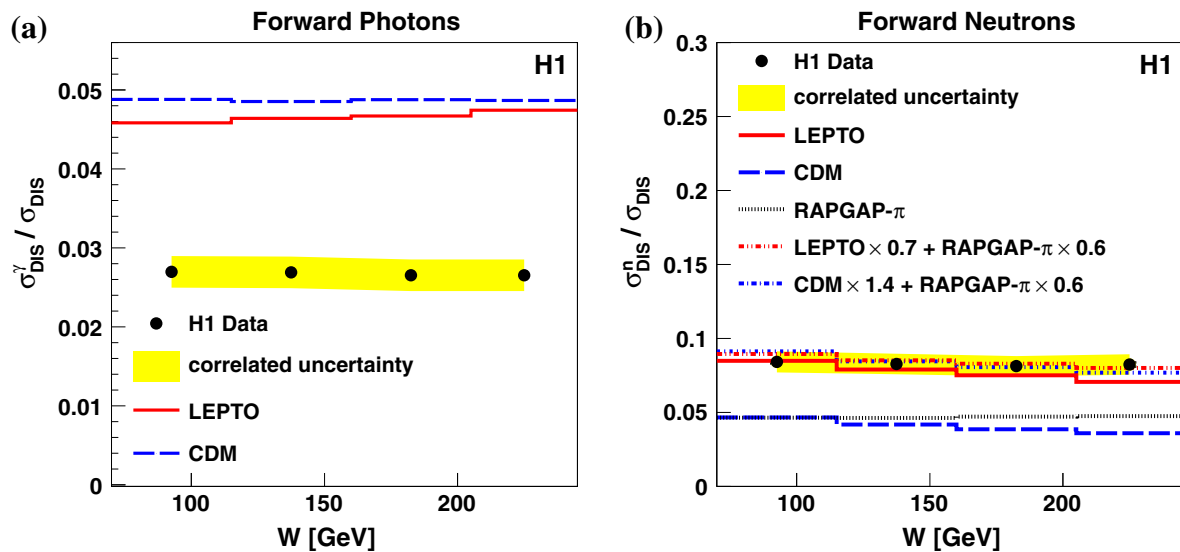 (a)
Forward Photons
H1
0.05
0.04
0.03
0.02
0.01
0
σ^γ_DIS / σ_DIS
H1 Data
correlated uncertainty
LEPTO
CDM
100
150
200
W [GeV]
(b)
Forward Neutrons
H1
0.3
0.25
0.2
0.15
0.1
0.05
0
σ^n_DIS / σ_DIS
H1 Data
correlated uncertainty
LEPTO
CDM
RAPGAP-π
LEPTO × 0.7 + RAPGAP-π × 0.6
CDM × 1.4 + RAPGAP-π × 0.6
100
150
200
W [GeV]